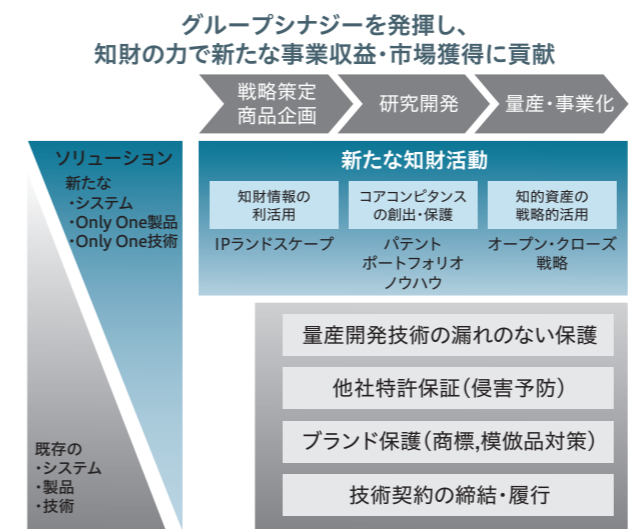 グループシナジーを発揮し、
知財の力で新たな事業収益・市場獲得に貢献
戦略策定
商品企画
研究開発
量産・事業化
ソリューション
新たな
・システム
・Only One製品
・Only One技術
既存の
・システム
・製品
・技術
新たな知財活動
知財情報の
利活用
IPランドスケープ
コアコンピタンス
の創出・保護
パテント
ポートフォリオ
ノウハウ
知的資産の
戦略的活用
オープン・クローズ
戦略
量産開発技術の漏れのない保護
他社特許保証（侵害予防）
ブランド保護（商標,模倣品対策）
技術契約の締結・履行